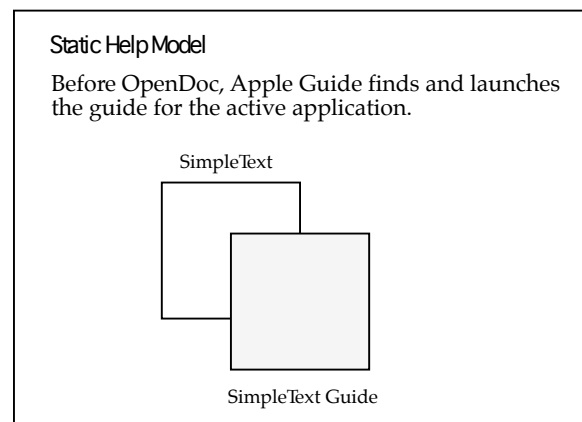 Static Help Model
Before OpenDoc, Apple Guide finds and launches
the guide for the active application.
SimpleText
SimpleText Guide